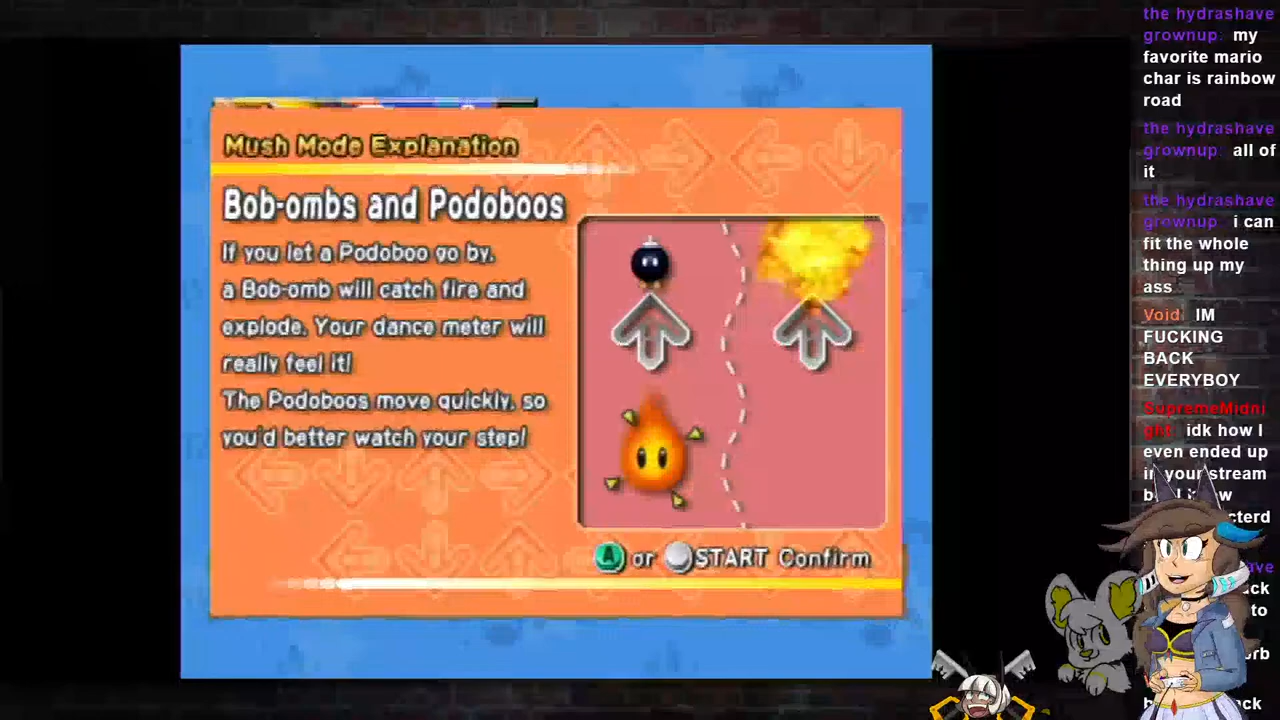 Mush Mode Explanation
Bob-ombs and Podoboos
If you let a Podoboo go by,
a Bob-omb will catch fire and
explode. Your dance meter will
really feel it!
The Podoboos move quickly, so
you'd better watch your step!
A or START Confirm
the hydrashave
grownup: my
favorite mario
char is rainbow
road
the hydrashave
grownup: all of
it
the hydrashave
grownup: i can
fit the whole
thing up my
ass
Void: IM
FUCKING
BACK
EVERYBOY
SupremeMidni
ght: idk how I
even ended up
in your stream